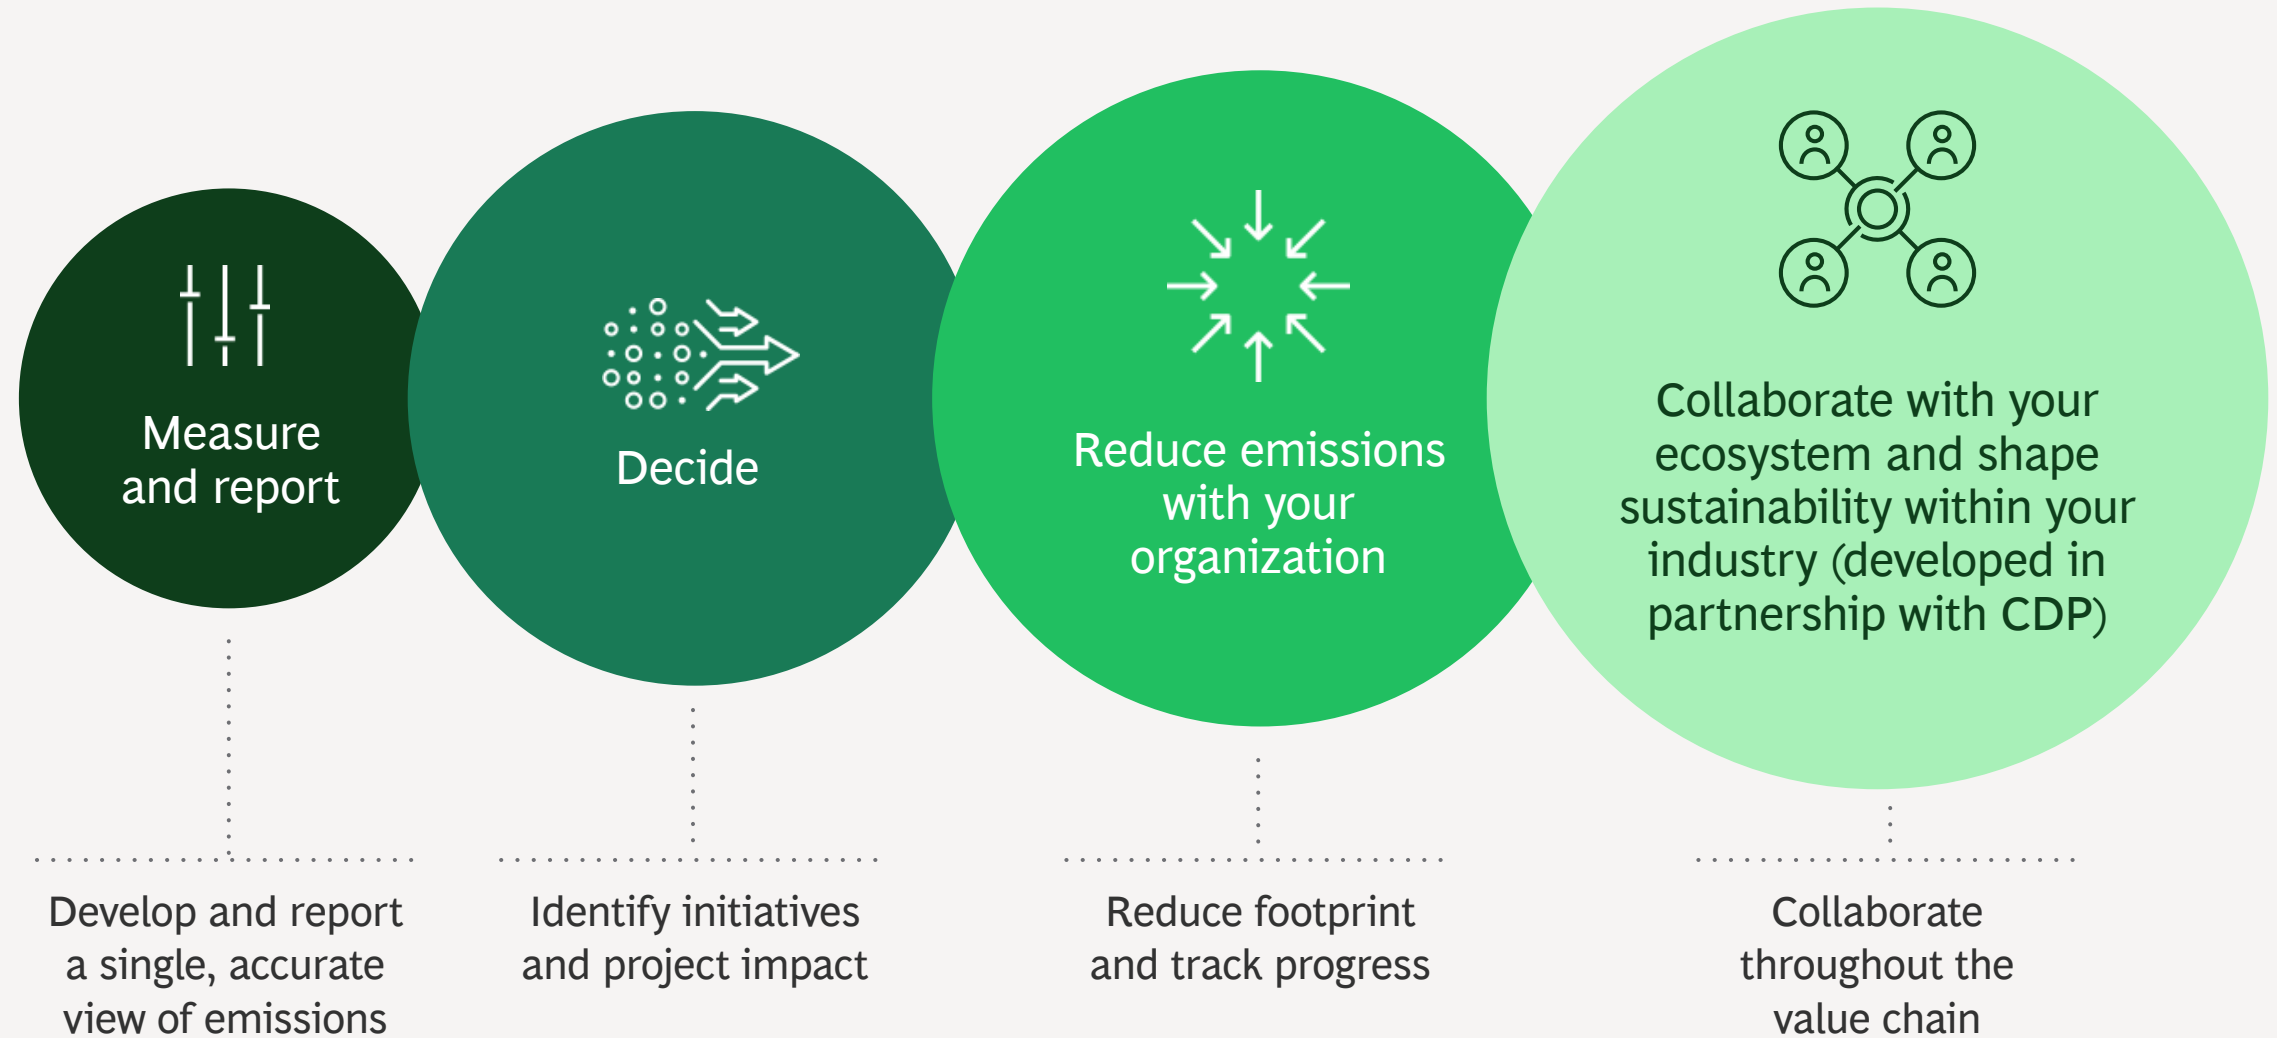 Measure
and report
Decide
Reduce emissions
with your
organization
Collaborate with your
ecosystem and shape
sustainability within your
industry (developed in
partnership with CDP)
Develop and report
a single, accurate
view of emissions
Identify initiatives
and project impact
Reduce footprint
and track progress
Collaborate
throughout the
value chain